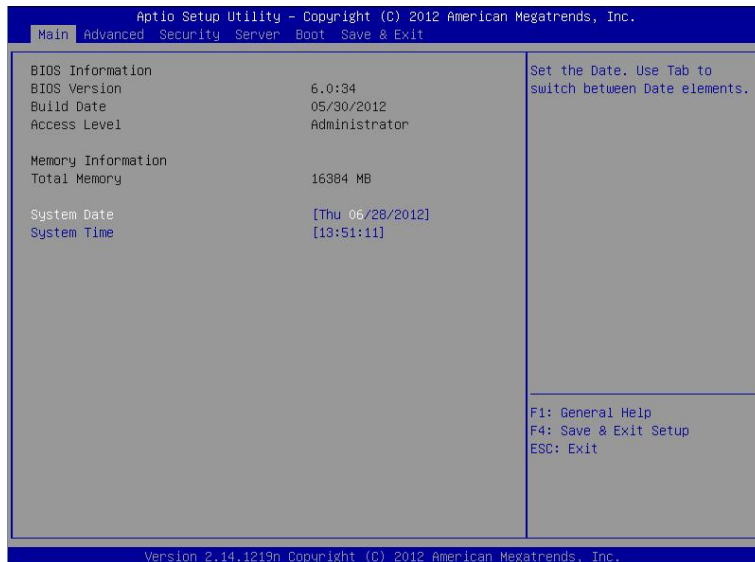 Aptio Setup Utility – Copyright (C) 2012 American Megatrends, Inc.
Main Advanced Security Server Boot Save & Exit
BIOS Information
BIOS Version 6.0:34
Build Date 05/30/2012
Access Level Administrator
Memory Information
Total Memory 16384 MB
System Date [Thu 06/28/2012]
System Time [13:51:11]
Set the Date. Use Tab to
switch between Date elements.
F1: General Help
F4: Save & Exit Setup
ESC: Exit
Version 2.14.1219n Copyright (C) 2012 American Megatrends, Inc.